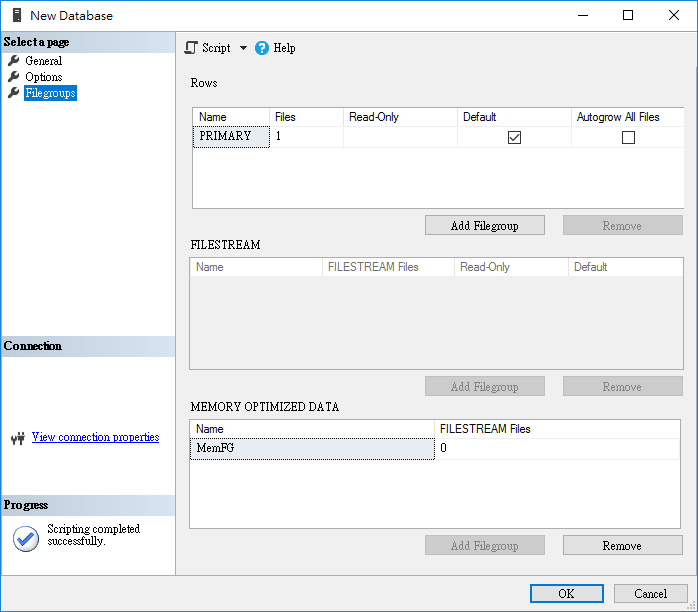 New Database
Select a page
General
Options
Filegroups
Script
Help
Rows
Name Files Read-Only Default Autogrow All Files
PRIMARY 1
Add Filegroup Remove
FILESTREAM
Name FILESTREAM Files Read-Only Default
Add Filegroup Remove
MEMORY OPTIMIZED DATA
Name FILESTREAM Files
MemFG 0
Add Filegroup Remove
Connection
View connection properties
Progress
Scripting completed
successfully.
OK Cancel